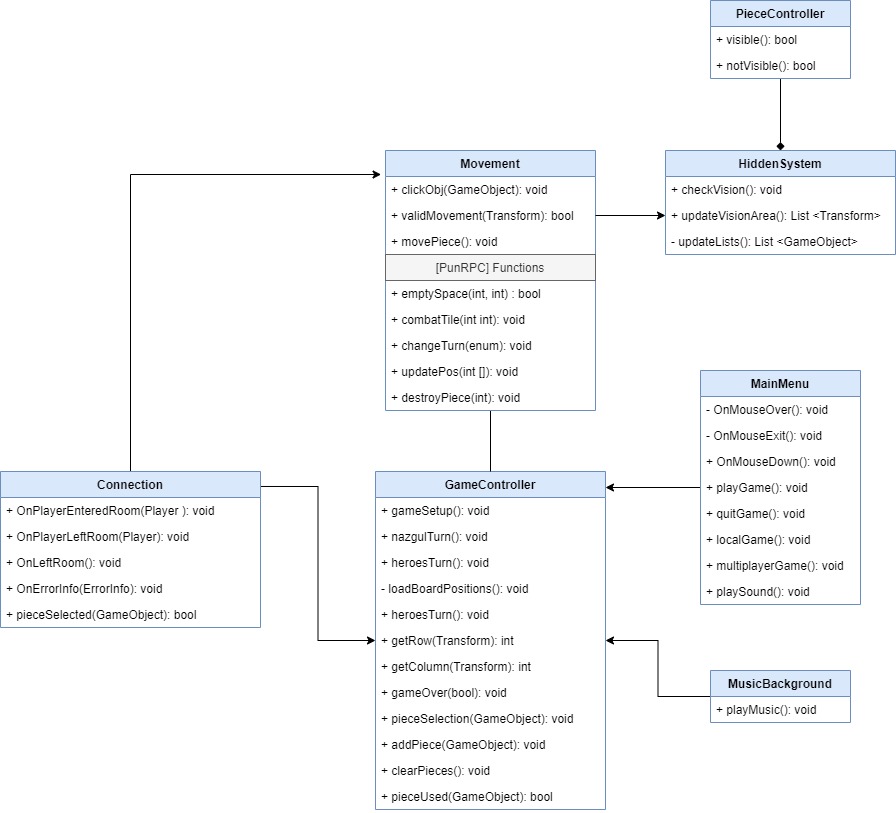 PieceController
+ visible(): bool
+ notVisible(): bool
Movement
+ clickObj(GameObject): void
+ validMovement(Transform): bool
+ movePiece(): void
[PunRPC] Functions
+ emptySpace(int, int) : bool
+ combatTile(int int): void
+ changeTurn(enum): void
+ updatePos(int []): void
+ destroyPiece(int): void
HiddenSystem
+ checkVision(): void
+ updateVisionArea(): List <Transform>
- updateLists(): List <GameObject>
MainMenu
- OnMouseOver(): void
- OnMouseExit(): void
+ OnMouseDown(): void
+ playGame(): void
+ quitGame(): void
+ localGame(): void
+ multiplayerGame(): void
+ playSound(): void
Connection
+ OnPlayerEnteredRoom(Player ): void
+ OnPlayerLeftRoom(Player): void
+ OnLeftRoom(): void
+ OnErrorInfo(ErrorInfo): void
+ pieceSelected(GameObject): bool
GameController
+ gameSetup(): void
+ nazgulTurn(): void
+ heroesTurn(): void
- loadBoardPositions(): void
+ heroesTurn(): void
+ getRow(Transform): int
+ getColumn(Transform): int
+ gameOver(bool): void
+ pieceSelection(GameObject): void
+ addPiece(GameObject): void
+ clearPieces(): void
+ pieceUsed(GameObject): bool
MusicBackground
+ playMusic(): void